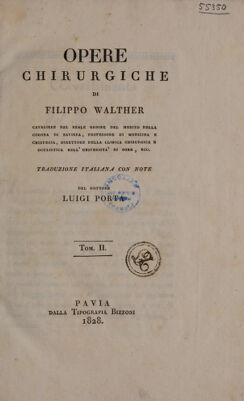 55350
OPERE
CHIRURGICHE
DI
FILIPPO WALTHER
CAVALIERE DEL REALE ORDINE DEL MERITO DELLA
CORONA DI BAVIERA, PROFESSORE DI MEDICINA E
CHIRURGIA, DIRETTORE DELLA CLINICA CHIRURGICA E
OCULISTICA NELL' UNIVERSITA' DI BONN, ECC.
TRADUZIONE ITALIANA CON NOTE
DEL DOTTORE
LUIGI PORTA
TOM. II.
PAVIA
DALLA TIPOGRAFIA BIZZONI
1828.